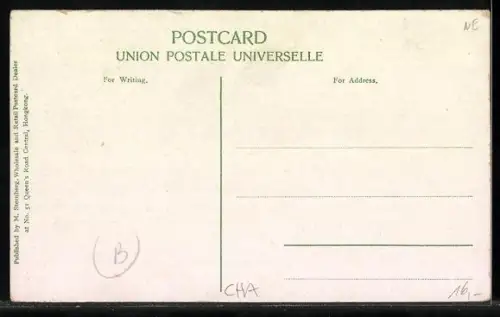 POSTCARD
UNION POSTALE UNIVERSELLE
For Writing.
For Address.
Published by M. Sternberg, Wholesale and Retail Postcard Dealer
at No. 51 Queen's Road Central, Hongkong.
NE
B
CHA
16,-